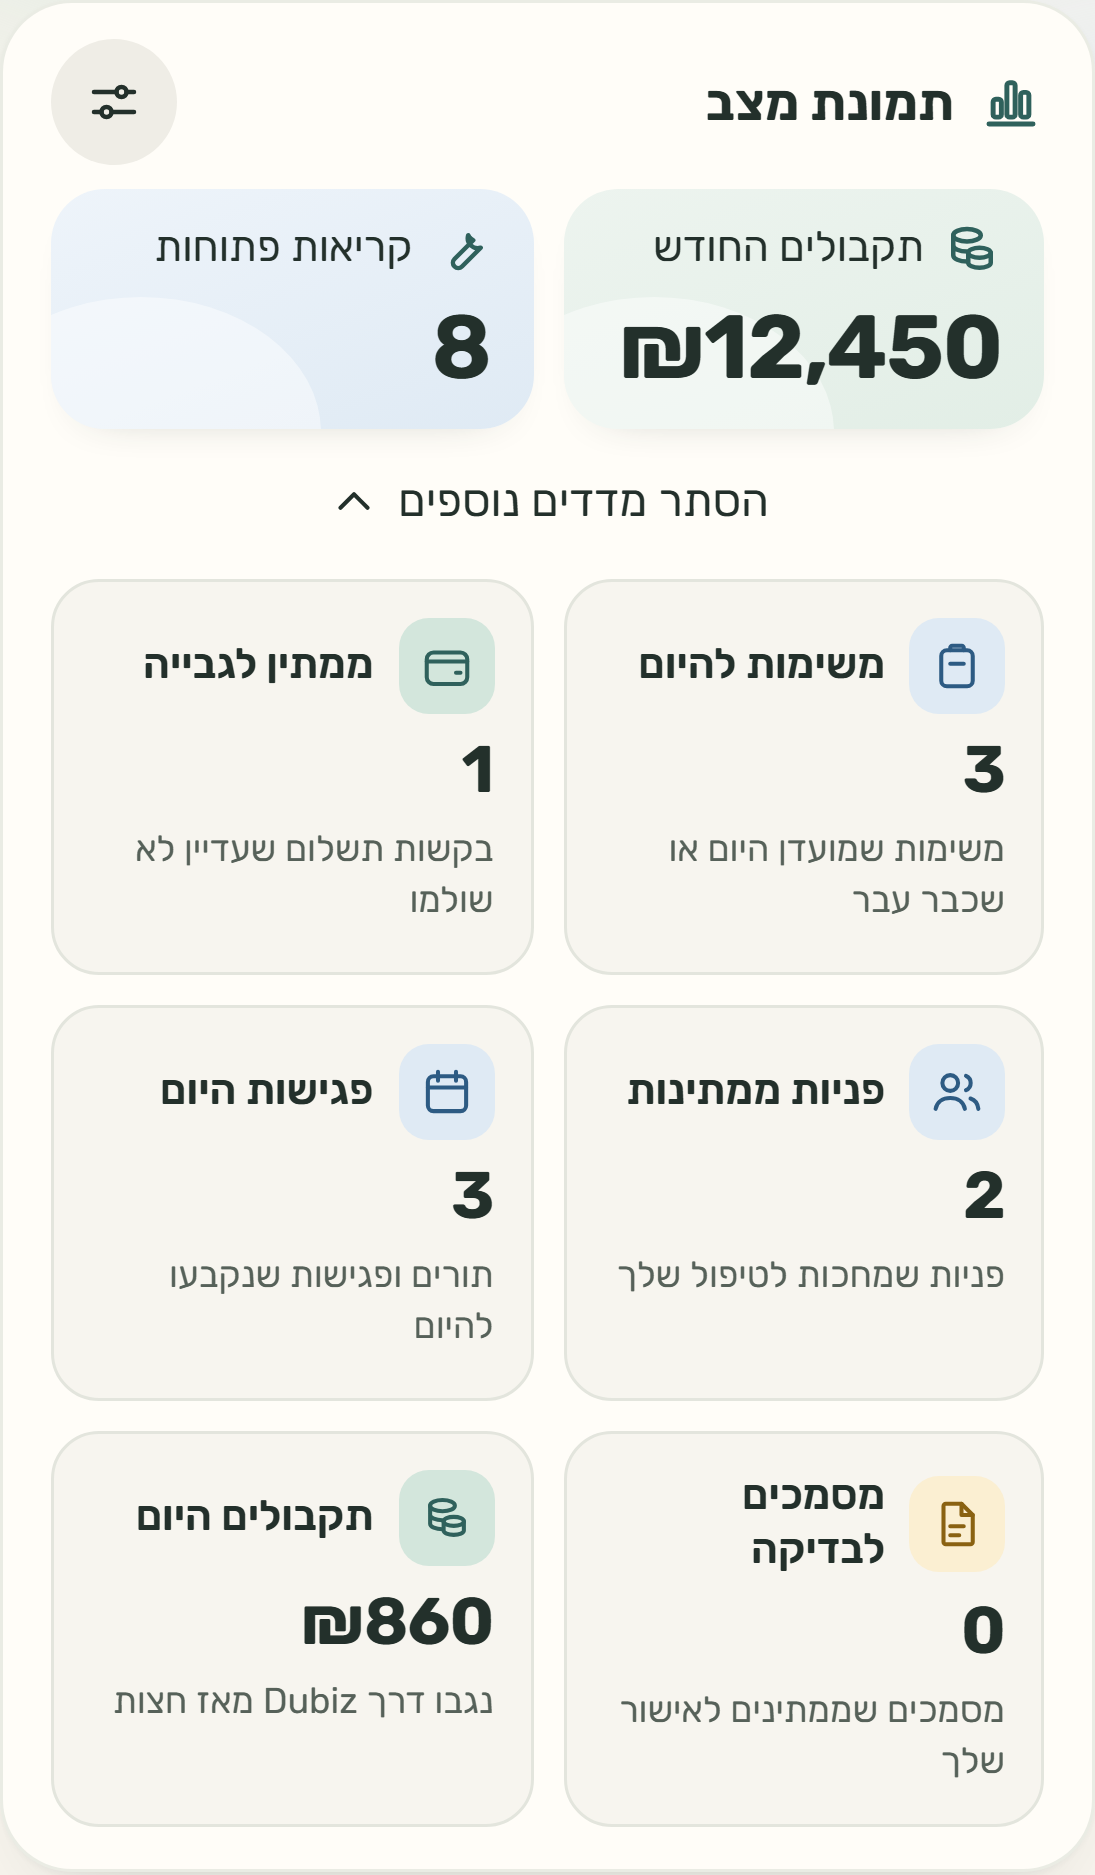 תמונת מצב
תקבולים החודש
₪12,450
קריאות פתוחות
8
הסתר מדדים נוספים
משימות להיום
3
משימות שמועדן היום או
שכבר עבר
ממתין לגבייה
1
בקשות תשלום שעדיין לא
שולמו
פניות ממתינות
2
פניות שמחכות לטיפול שלך
פגישות היום
3
תורים ופגישות שנקבעו
להיום
מסמכים
לבדיקה
0
מסמכים שממתינים לאישור
שלך
תקבולים היום
₪860
נגבו דרך Dubiz מאז חצות